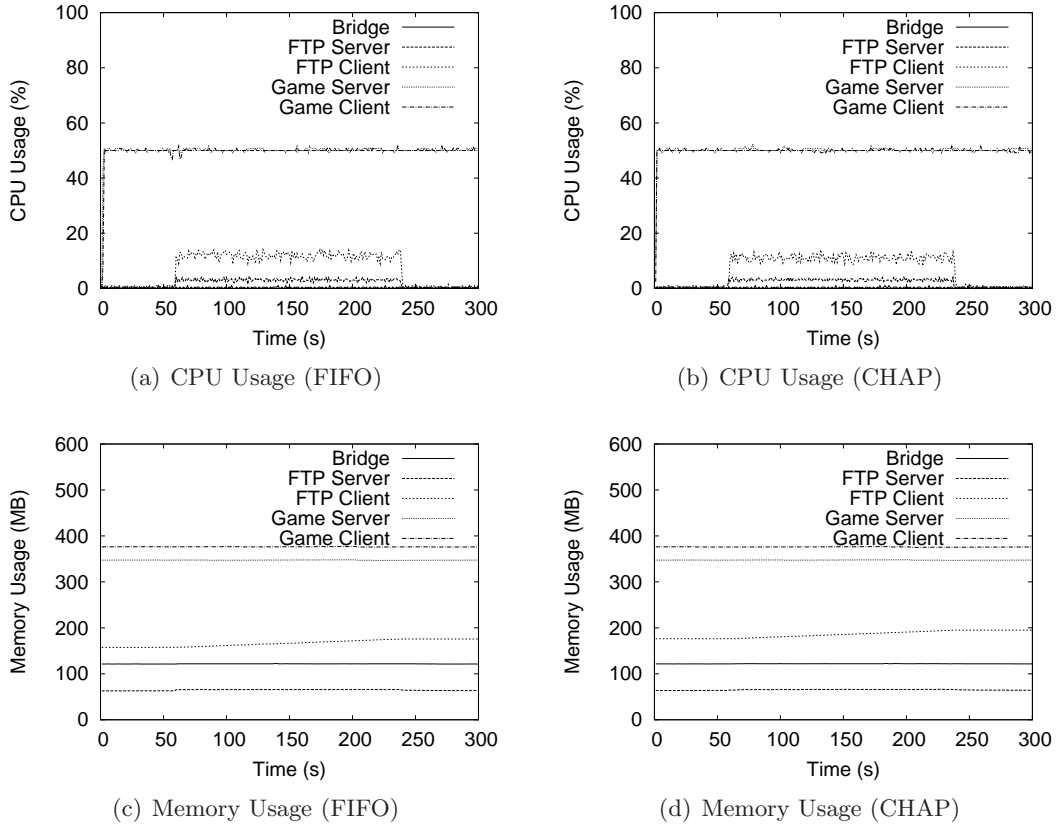 100
80
60
40
20
0
CPU Usage (%)
Bridge
FTP Server
FTP Client
Game Server
Game Client
0 50 100 150 200 250 300
Time (s)
(a) CPU Usage (FIFO)
100
80
60
40
20
0
CPU Usage (%)
Bridge
FTP Server
FTP Client
Game Server
Game Client
0 50 100 150 200 250 300
Time (s)
(b) CPU Usage (CHAP)
600
500
400
300
200
100
0
Memory Usage (MB)
Bridge
FTP Server
FTP Client
Game Server
Game Client
0 50 100 150 200 250 300
Time (s)
(c) Memory Usage (FIFO)
600
500
400
300
200
100
0
Memory Usage (MB)
Bridge
FTP Server
FTP Client
Game Server
Game Client
0 50 100 150 200 250 300
Time (s)
(d) Memory Usage (CHAP)